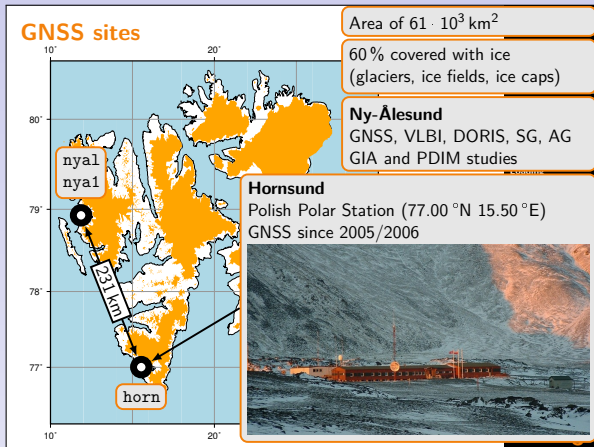 GNSS sites
Area of 61 · 10³ km²
60 % covered with ice
(glaciers, ice fields, ice caps)
Ny-Ålesund
GNSS, VLBI, DORIS, SG, AG
GIA and PDIM studies
Hornsund
Polish Polar Station (77.00 °N 15.50 °E)
GNSS since 2005/2006
10˚
20˚
80˚
79˚
78˚
77˚
nyal
nya1
231 km
horn
10˚
20˚